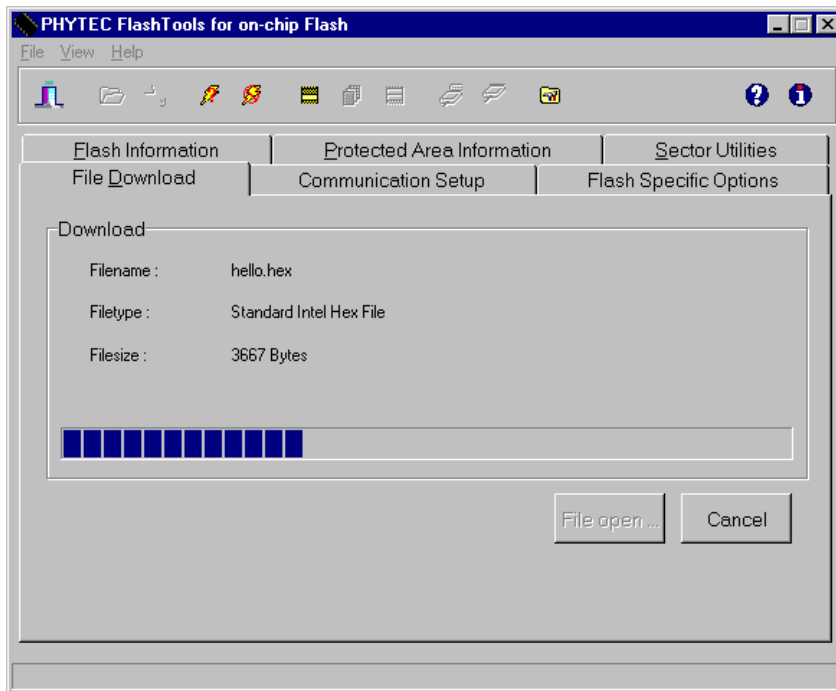 PHYTEC FlashTools for on-chip Flash
File View Help
Flash Information Protected Area Information Sector Utilities
File Download Communication Setup Flash Specific Options
Download
Filename : hello.hex
Filetype : Standard Intel Hex File
Filesize : 3667 Bytes
File open ... Cancel